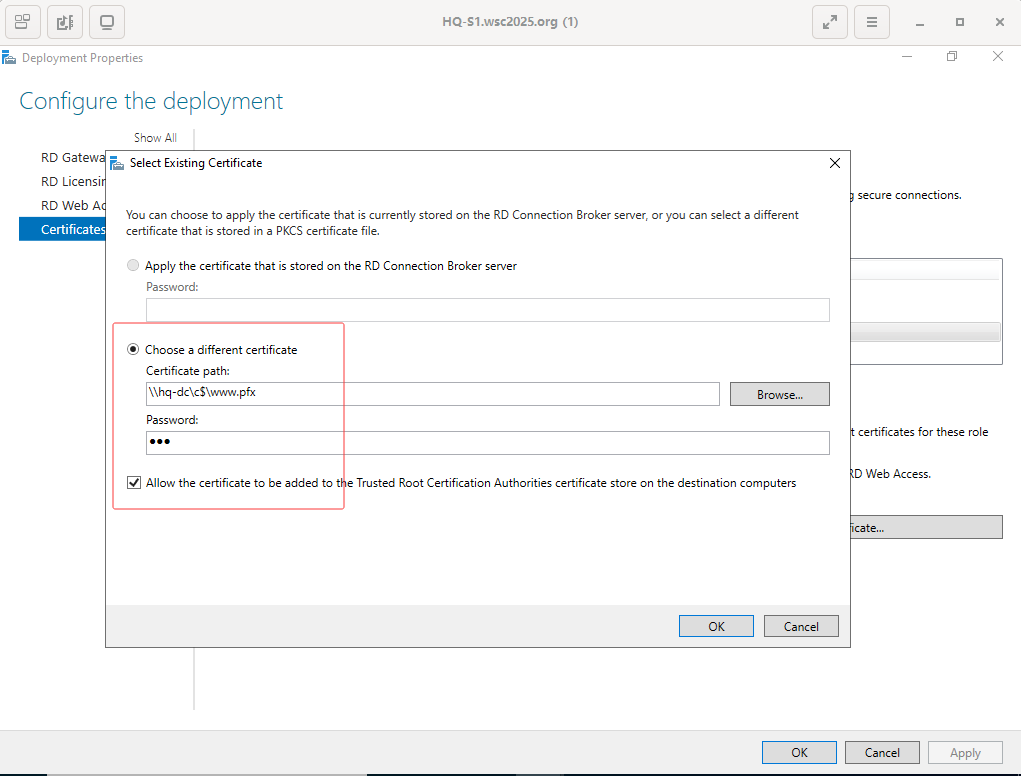 HQ-S1.wsc2025.org (1)
Deployment Properties
Configure the deployment
Show All
RD Gatewa
RD Licensin
RD Web Ac
Certificates
Select Existing Certificate
You can choose to apply the certificate that is currently stored on the RD Connection Broker server, or you can select a different
certificate that is stored in a PKCS certificate file.
Apply the certificate that is stored on the RD Connection Broker server
Password:
Choose a different certificate
Certificate path:
\\hq-dc\c$\www.pfx
Browse...
Password:
●●●
Allow the certificate to be added to the Trusted Root Certification Authorities certificate store on the destination computers
OK
Cancel
g secure connections.
t certificates for these role
RD Web Access.
ficate...
OK
Cancel
Apply